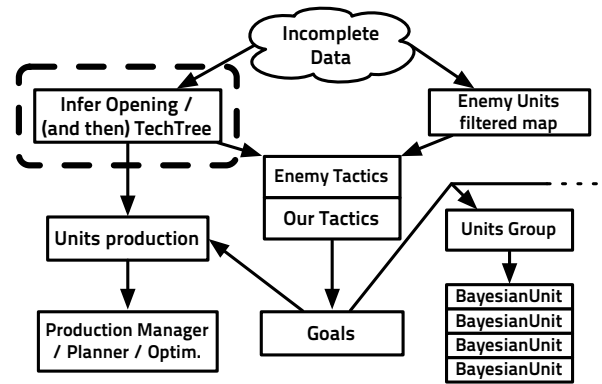 Incomplete
Data
Infer Opening /
(and then) TechTree
Enemy Units
filtered map
Enemy Tactics
Our Tactics
Units production
Units Group
Production Manager
/ Planner / Optim.
Goals
BayesianUnit
BayesianUnit
BayesianUnit
BayesianUnit